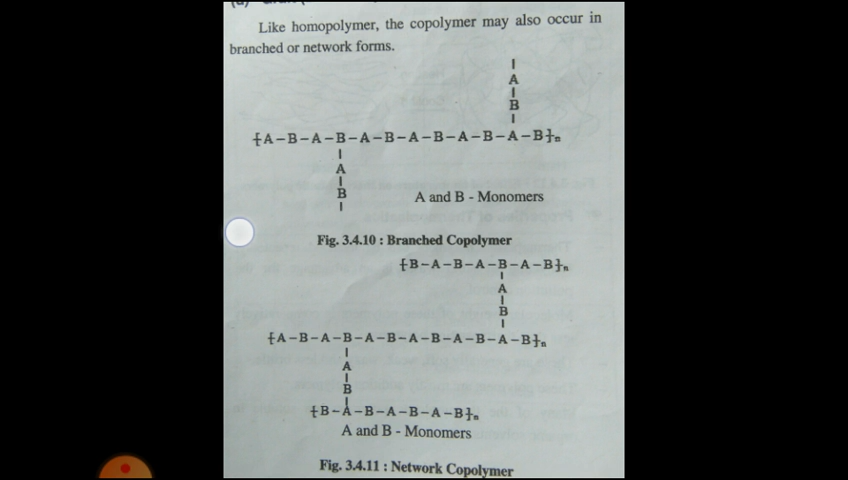 Like homopolymer, the copolymer may also occur in
branched or network forms.
A
B
{A–B–A–B–A–B–A–B–A–B–A–B}n
A
B
A and B - Monomers
Fig. 3.4.10 : Branched Copolymer
{B–A–B–A–B–A–B}n
A
B
{A–B–A–B–A–B–A–B–A–B}n
A
B
{B–A–B–A–B–A–B}n
A and B - Monomers
Fig. 3.4.11 : Network Copolymer